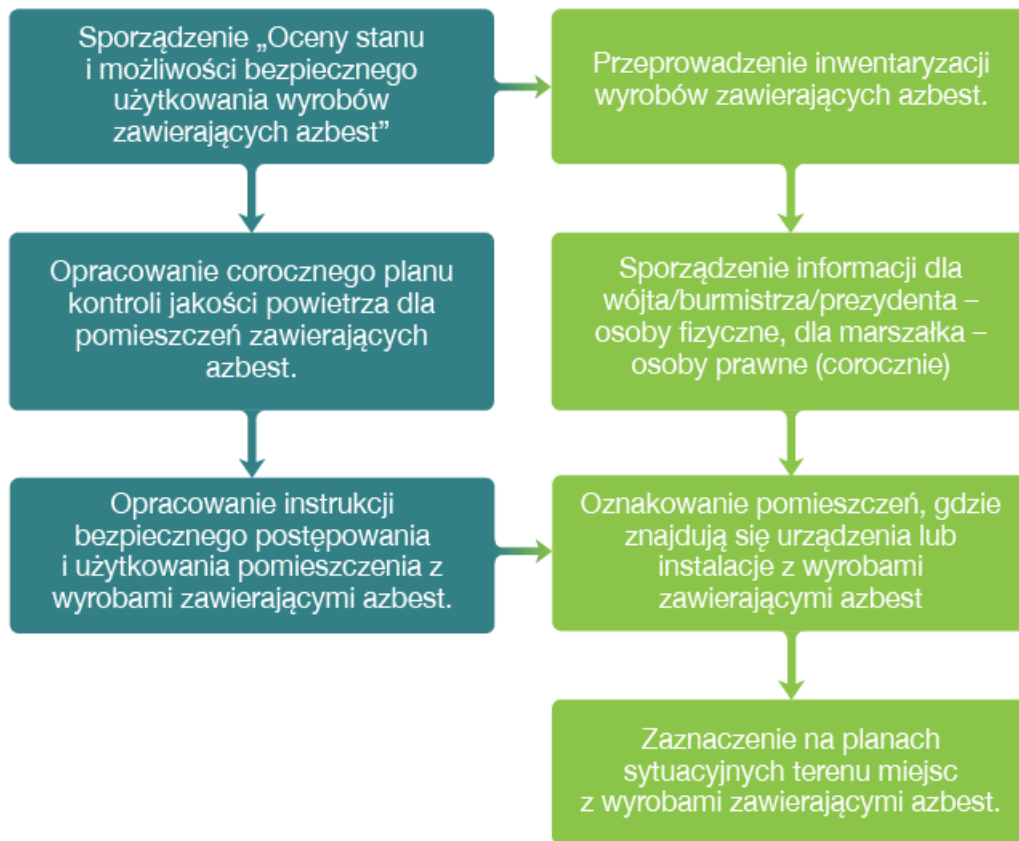 Sporządzenie „Oceny stanu
i możliwości bezpiecznego
użytkowania wyrobów
zawierających azbest”
Przeprowadzenie inwentaryzacji
wyrobów zawierających azbest.
Opracowanie corocznego planu
kontroli jakości powietrza dla
pomieszczeń zawierających
azbest.
Sporządzenie informacji dla
wójta/burmistrza/prezydenta –
osoby fizyczne, dla marszałka –
osoby prawne (corocznie)
Opracowanie instrukcji
bezpiecznego postępowania
i użytkowania pomieszczenia z
wyrobami zawierającymi azbest.
Oznakowanie pomieszczeń, gdzie
znajdują się urządzenia lub
instalacje z wyrobami
zawierającymi azbest
Zaznaczenie na planach
sytuacyjnych terenu miejsc
z wyrobami zawierającymi azbest.